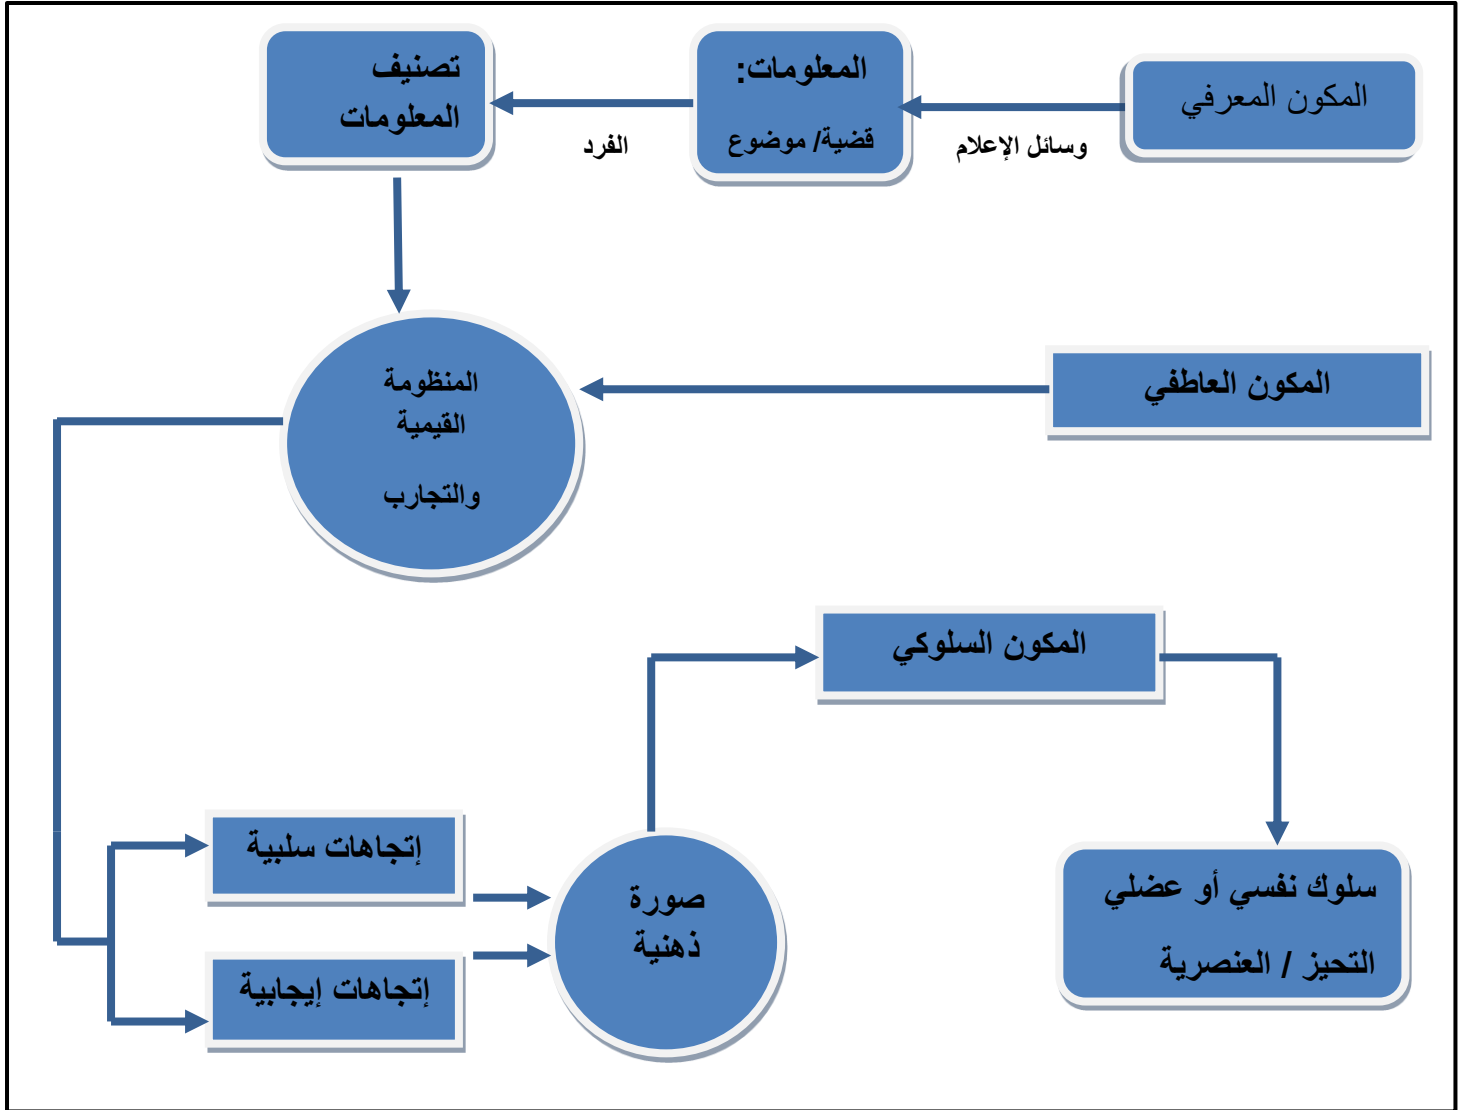 المكون المعرفي
وسائل الإعلام
المعلومات:
قضية/ موضوع
الفرد
تصنيف
المعلومات
المكون العاطفي
المنظومة
القيمية
والتجارب
إتجاهات سلبية
إتجاهات إيجابية
صورة
ذهنية
المكون السلوكي
سلوك نفسي أو عضلي
التحيز / العنصرية